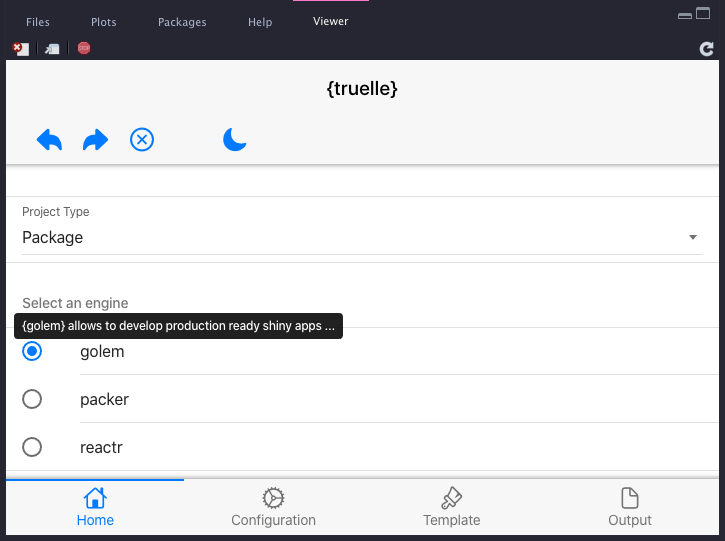 Files Plots Packages Help Viewer
STOP
{truelle}
Project Type
Package
Select an engine
{golem} allows to develop production ready shiny apps ...
golem
packer
reactr
Home Configuration Template Output